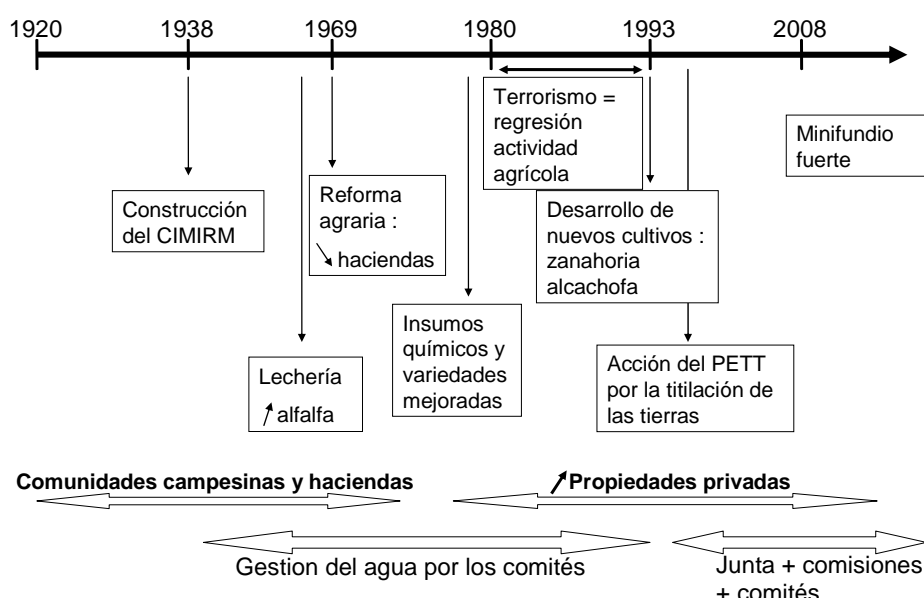 1920 1938 1969 1980 1993 2008
Terrorismo =
regresión
actividad
agrícola
Minifundio
fuerte
Construcción
del CIMIRM
Reforma
agraria :
haciendas
Desarrollo de
nuevos cultivos :
zanahoria
alcachofa
Insumos
químicos y
variedades
mejoradas
Lechería
alfalfa
Acción del PETT
por la titilación de
las tierras
Comunidades campesinas y haciendas
Propiedades privadas
Gestion del agua por los comités
Junta + comisiones
+ comités